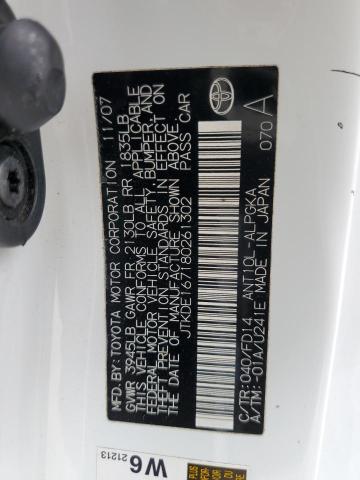 MFD.BY:TOYOTA MOTOR CORPORATION 11/07
GVWR 3945LB GAWR FR 2130LB RR 1835LB
THIS VEHICLE CONFORMS TO ALL APPLICABLE
FEDERAL MOTOR VEHICLE SAFETY, BUMPER, AND
THEFT PREVENTION STANDARDS IN EFFECT ON
THE DATE OF MANUFACTURE SHOWN ABOVE.
JTKDE167180261302 PASS CAR
C/TR:040/FD14 ANT10L-ALPGKA
A/TM:-01A/U241E MADE IN JAPAN
070 A
W6
21213
PLUS